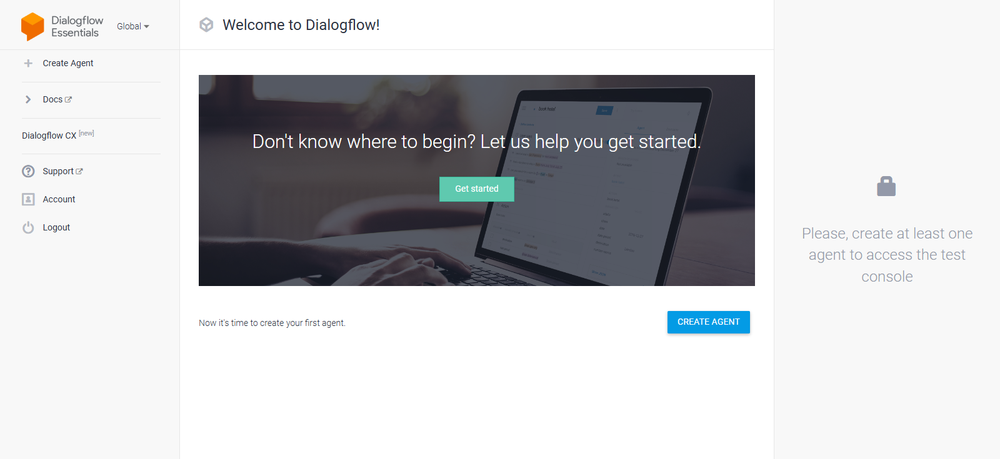 Dialogflow
Essentials
Global
Create Agent
Docs
Dialogflow CX [new]
Support
Account
Logout
Welcome to Dialogflow!
book hotel
Don't know where to begin? Let us help you get started.
Get started
Now it's time to create your first agent.
CREATE AGENT
Please, create at least one
agent to access the test
console